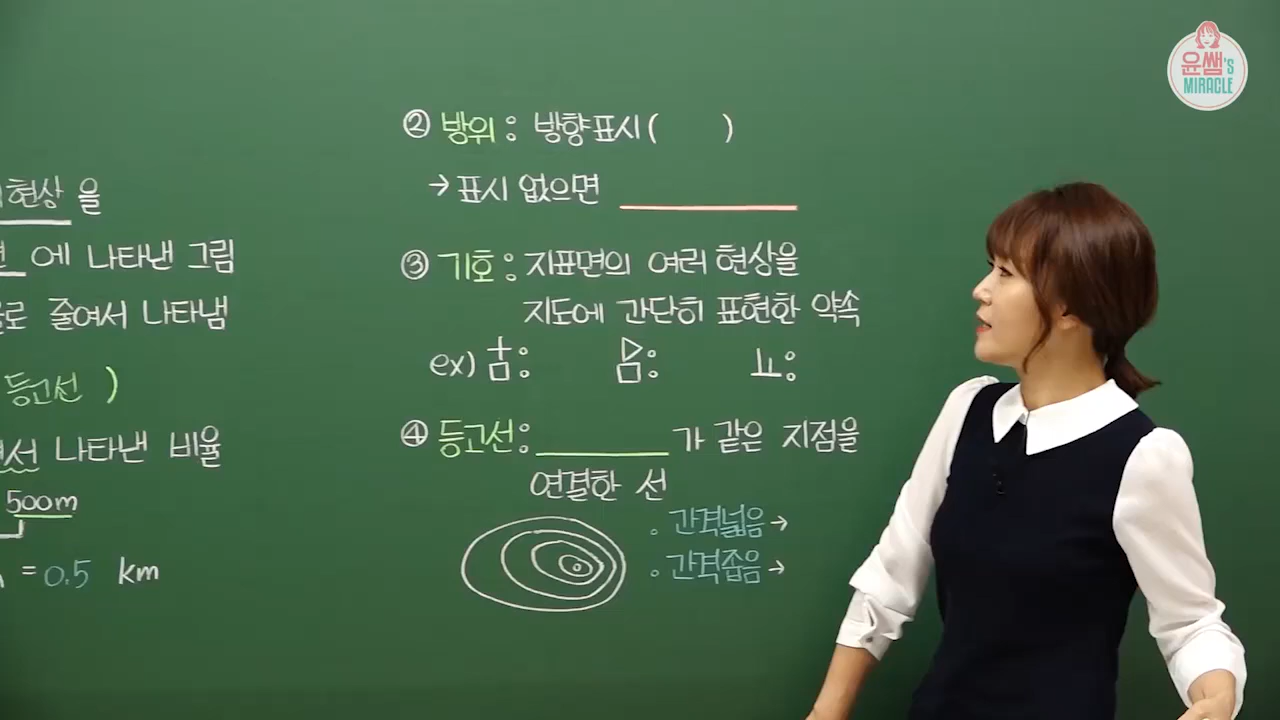 현상을
에 나타낸 그림
로 줄여서 나타냄
등고선 )
선 나타낸 비율
500m
= 0.5 km
② 방위 : 방향표시 ( )
→ 표시 없으면
③ 기호 : 지표면의 여러 현상을
지도에 간단히 표현한 약속
ex) : : :
④ 등고선 : 가 같은 지점을
연결한 선
. 간격넓음 →
. 간격좁음 →
윤쌤's
MIRACLE